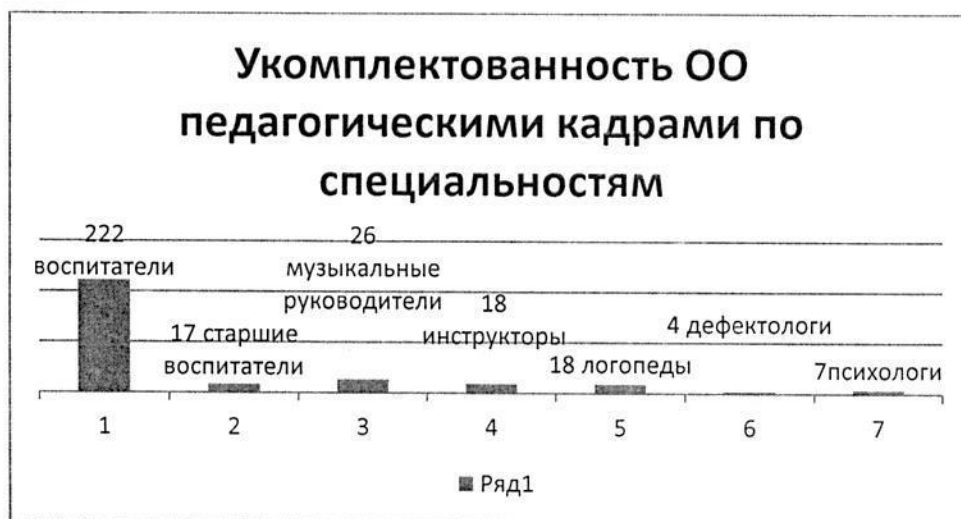 Укомплектованность ОО
педагогическими кадрами по
специальностям
222
воспитатели
17 старшие
воспитатели
26
музыкальные
руководители
18
инструкторы
18 логопеды
4 дефектологи
7психологи
1 2 3 4 5 6 7
Ряд1